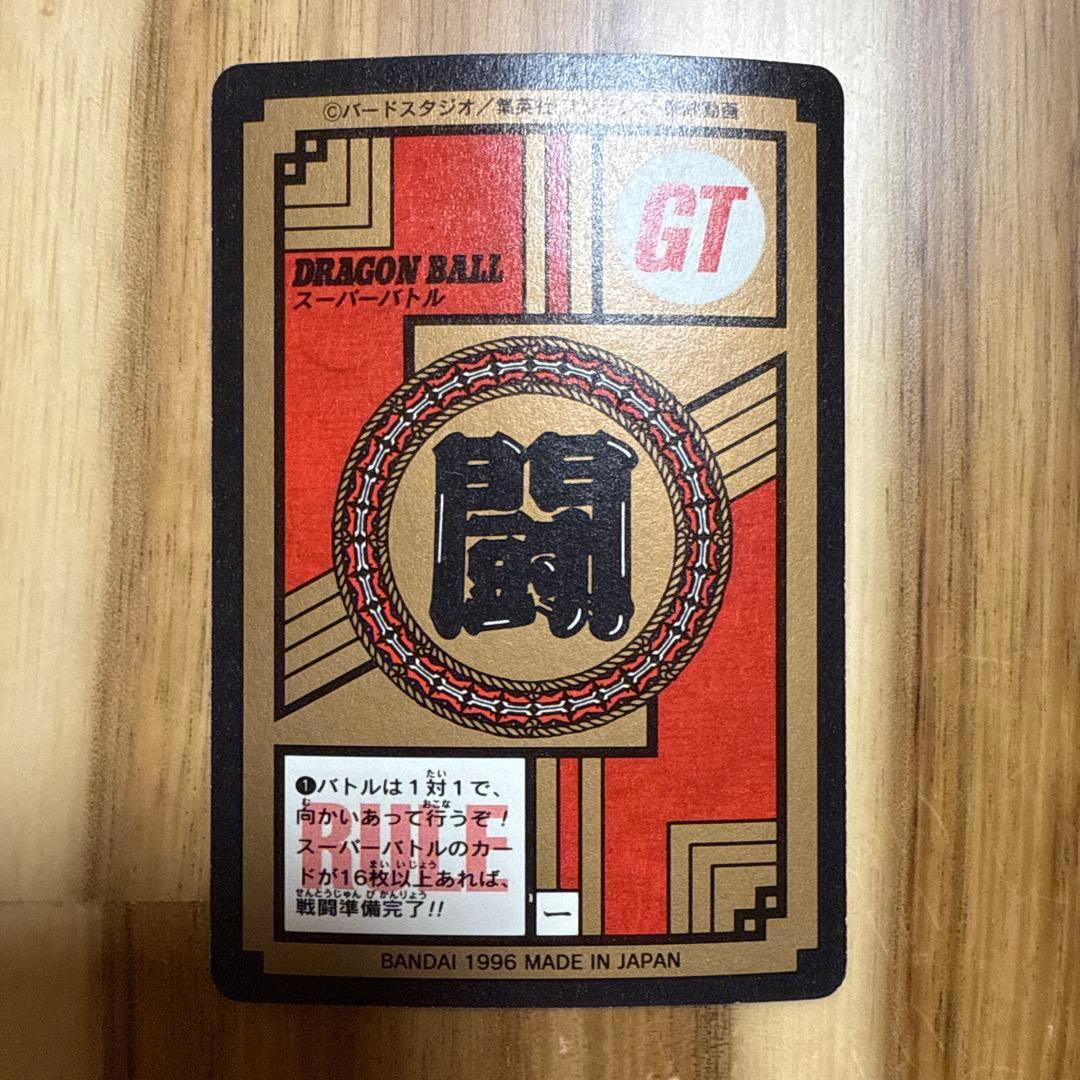 ©バードスタジオ／集英社
GT
DRAGON BALL
スーパーバトル
闘
RULE
❶バトルは1対1で、
向かいあって行うぞ！
スーパーバトルのカー
ドが16枚以上あれば、
戦闘準備完了!!
一
BANDAI 1996 MADE IN JAPAN